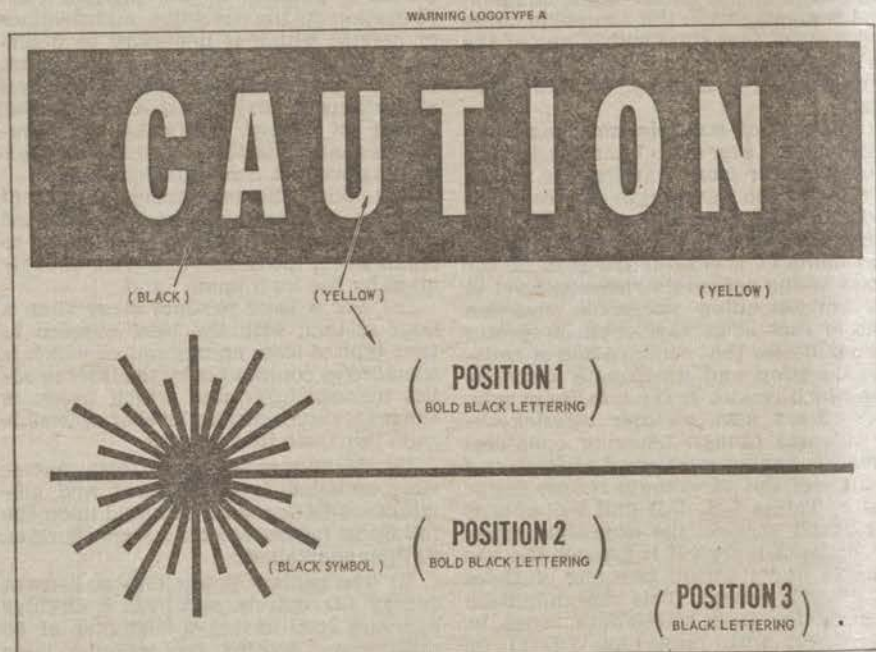 WARNING LOGOTYPE A
CAUTION
(BLACK) (YELLOW) (YELLOW)
(POSITION 1
BOLD BLACK LETTERING)
(POSITION 2
BOLD BLACK LETTERING)
(BLACK SYMBOL)
(POSITION 3
BLACK LETTERING)